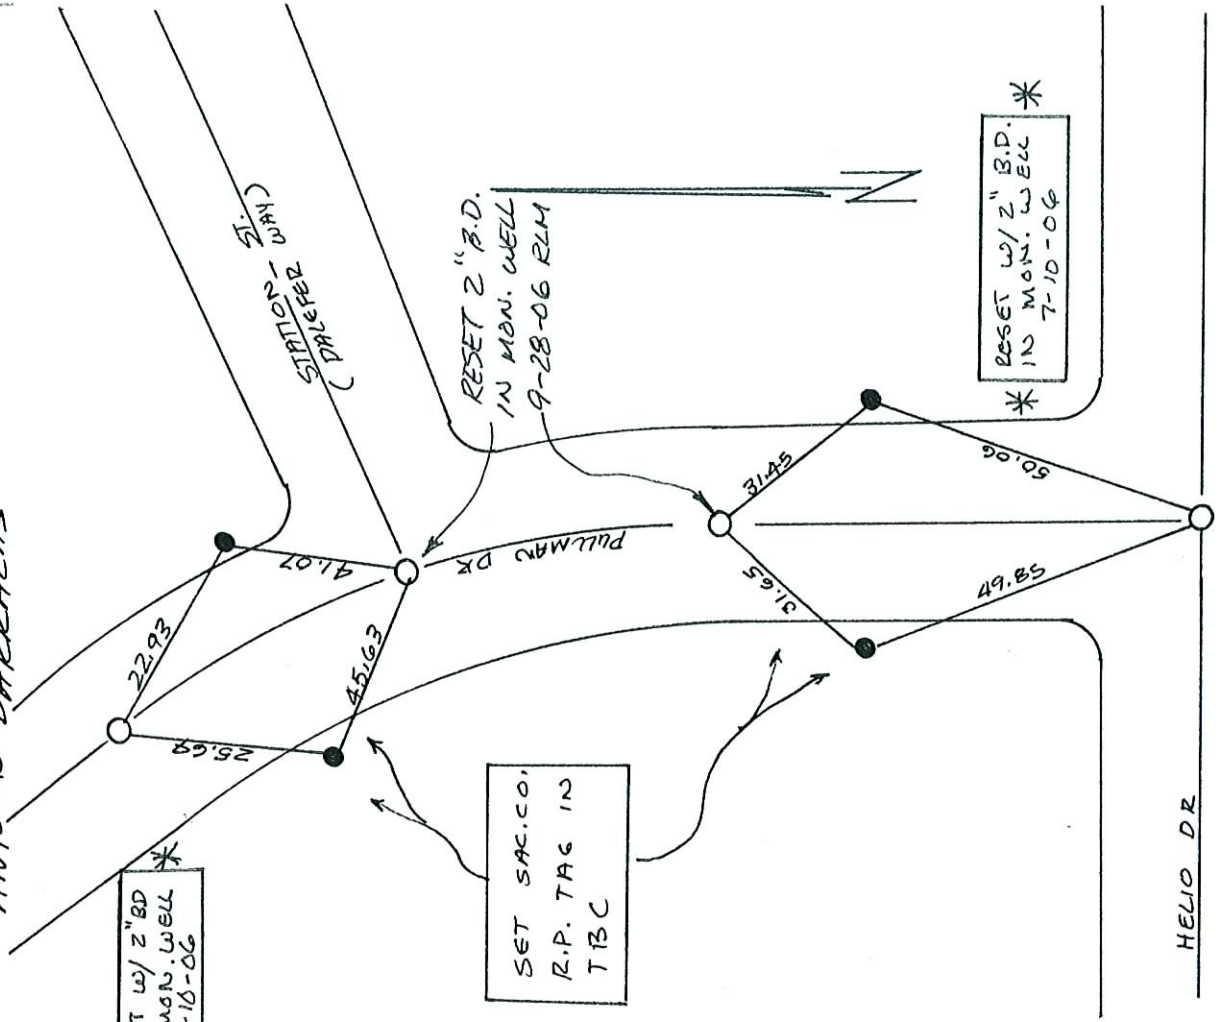 STATION ST.
(DALEFER WAY)
RESET 2" B.D.
IN MON. WELL
9-28-06 RLM
N
* RESET W/ 2" B.D. *
IN MON. WELL
7-10-06
41.07
22.93
45.63
25.69
PULLMAN DR
31.45
31.65
50.06
49.85
T W/ 2" BD *
MON. WELL
-10-06
SET SAC.CO.
R.P. TAG IN
TBC
HELIO DR